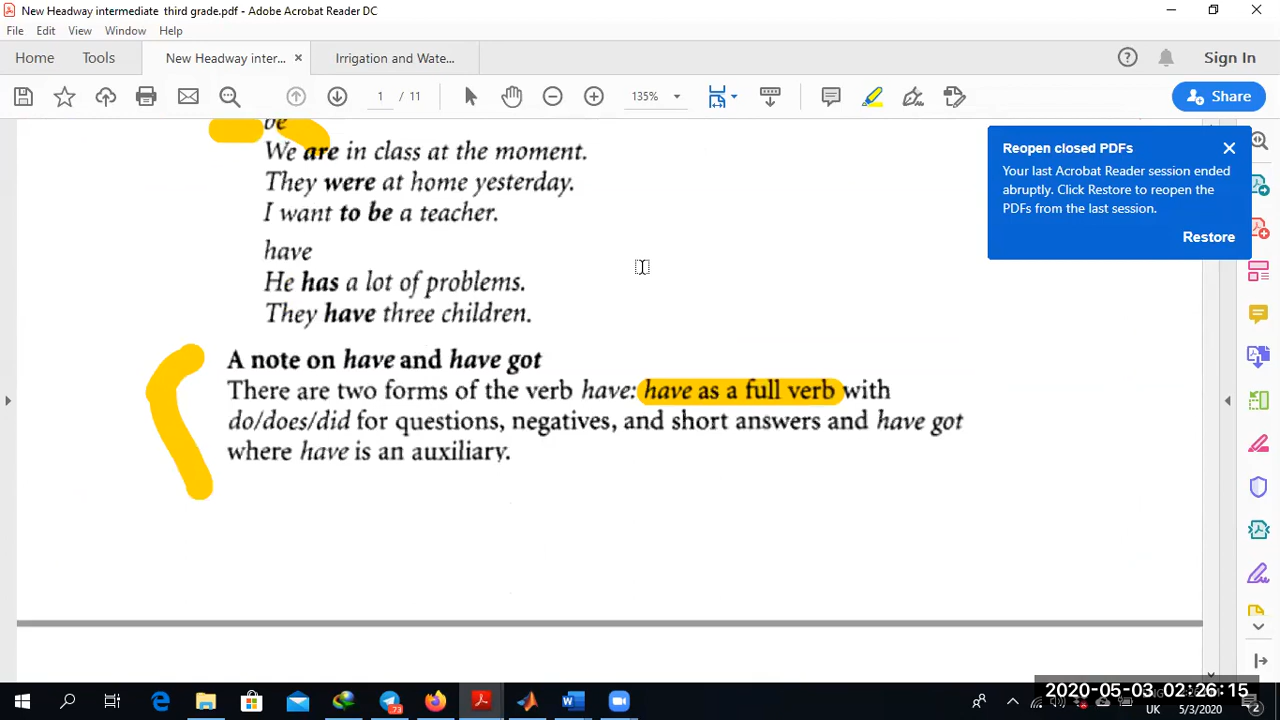 New Headway intermediate third grade.pdf - Adobe Acrobat Reader DC
File Edit View Window Help
Home Tools New Headway inter... × Irrigation and Wate... Sign In
1 / 11 135% Share
be
We are in class at the moment.
They were at home yesterday.
I want to be a teacher.
have
He has a lot of problems.
They have three children.
A note on have and have got
There are two forms of the verb have: have as a full verb with
do/does/did for questions, negatives, and short answers and have got
where have is an auxiliary.
Reopen closed PDFs
Your last Acrobat Reader session ended
abruptly. Click Restore to reopen the
PDFs from the last session.
Restore
73
2020-05-03 02:26:15
UK 5/3/2020 2